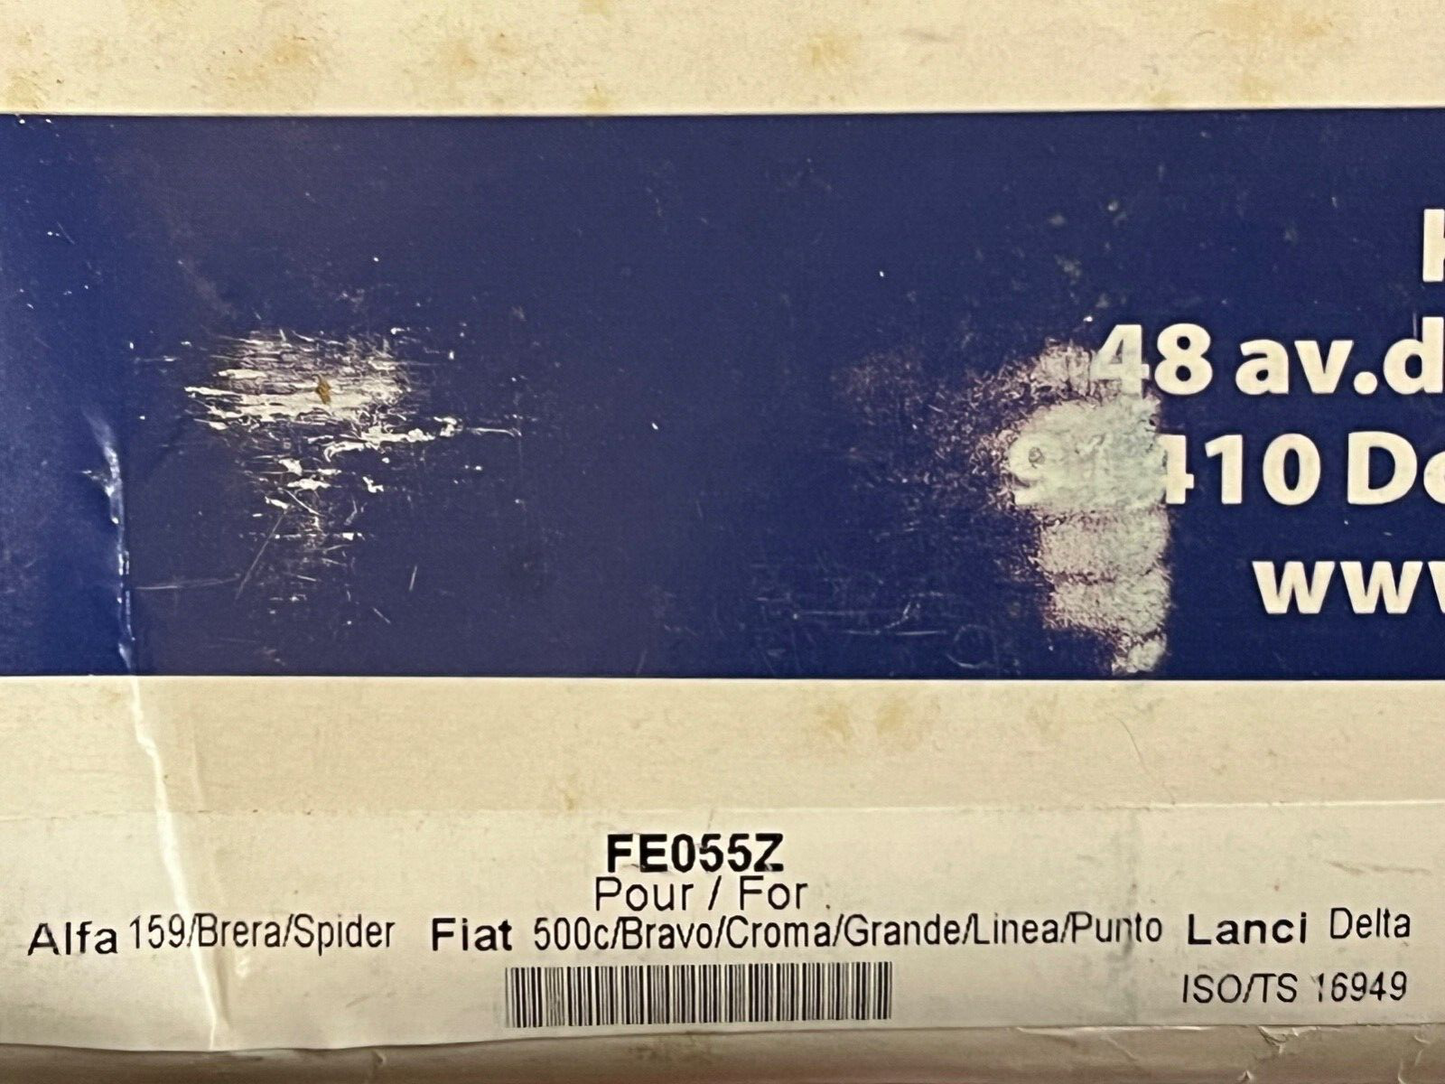 48 av.d
410 De
www
FE055Z
Pour / For
Alfa 159/Brera/Spider Fiat 500c/Bravo/Croma/Grande/Linea/Punto Lanci Delta
ISO/TS 16949